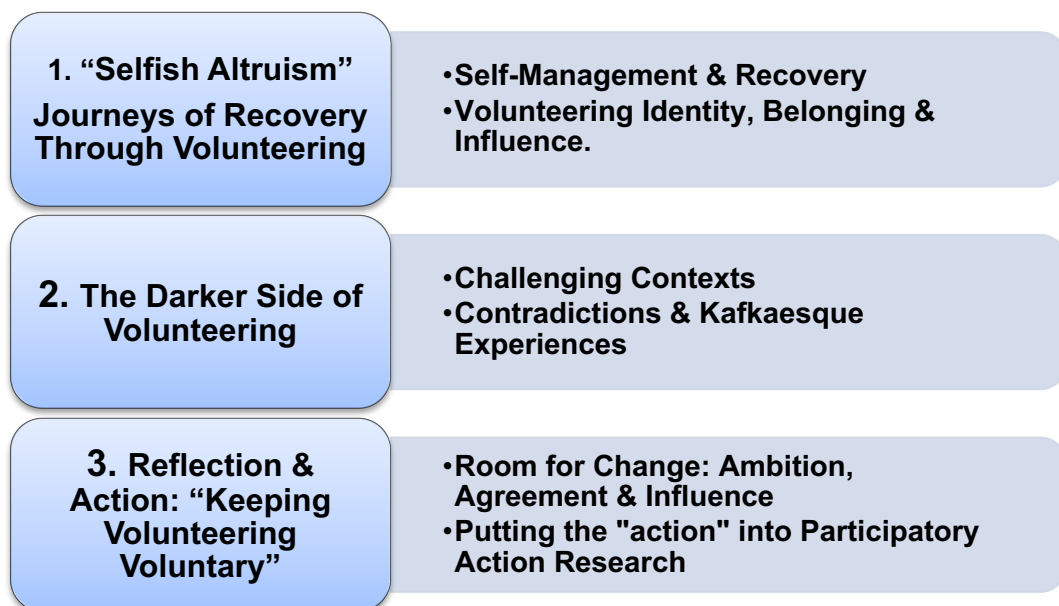 1. “Selfish Altruism”
Journeys of Recovery
Through Volunteering
•Self-Management & Recovery
•Volunteering Identity, Belonging &
Influence.
2. The Darker Side of
Volunteering
•Challenging Contexts
•Contradictions & Kafkaesque
Experiences
3. Reflection &
Action: “Keeping
Volunteering
Voluntary”
•Room for Change: Ambition,
Agreement & Influence
•Putting the "action" into Participatory
Action Research